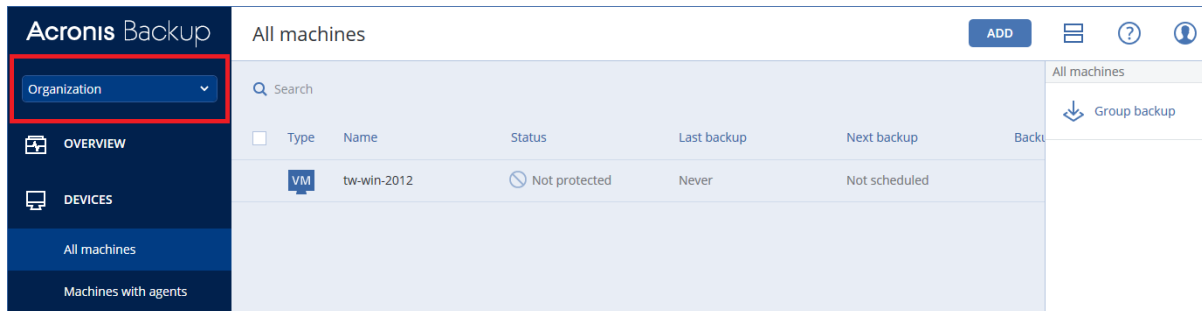 Acronis Backup
All machines
ADD
?
Organization
Search
All machines
Group backup
OVERVIEW
Type Name Status Last backup Next backup
VM tw-win-2012 Not protected Never Not scheduled
DEVICES
All machines
Machines with agents